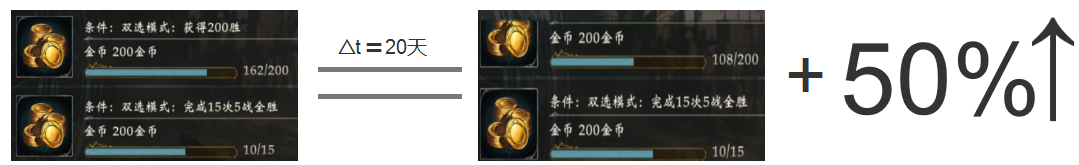 条件：双选模式：获得200胜
金币 200金币
162/200
条件：双选模式：完成15次5战全胜
金币 200金币
10/15
△t＝20天
金币 200金币
108/200
条件：双选模式：完成15次5战全胜
金币 200金币
10/15
+ 50%↑